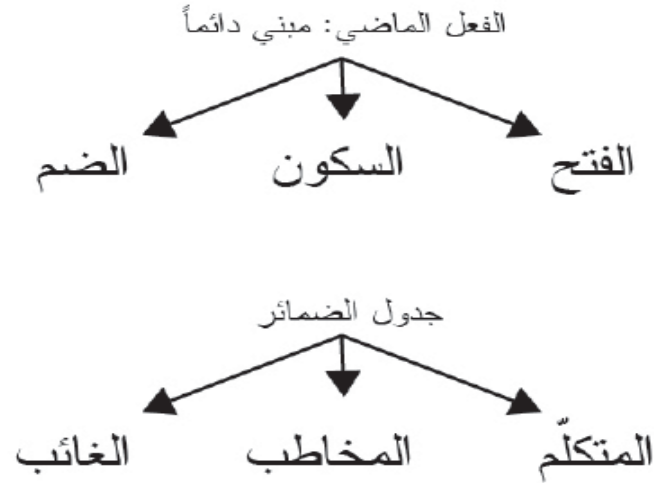 الفعل الماضي: مبني دائماً
الفتح السكون الضم
جدول الضمائر
المتكلّم المخاطب الغائب